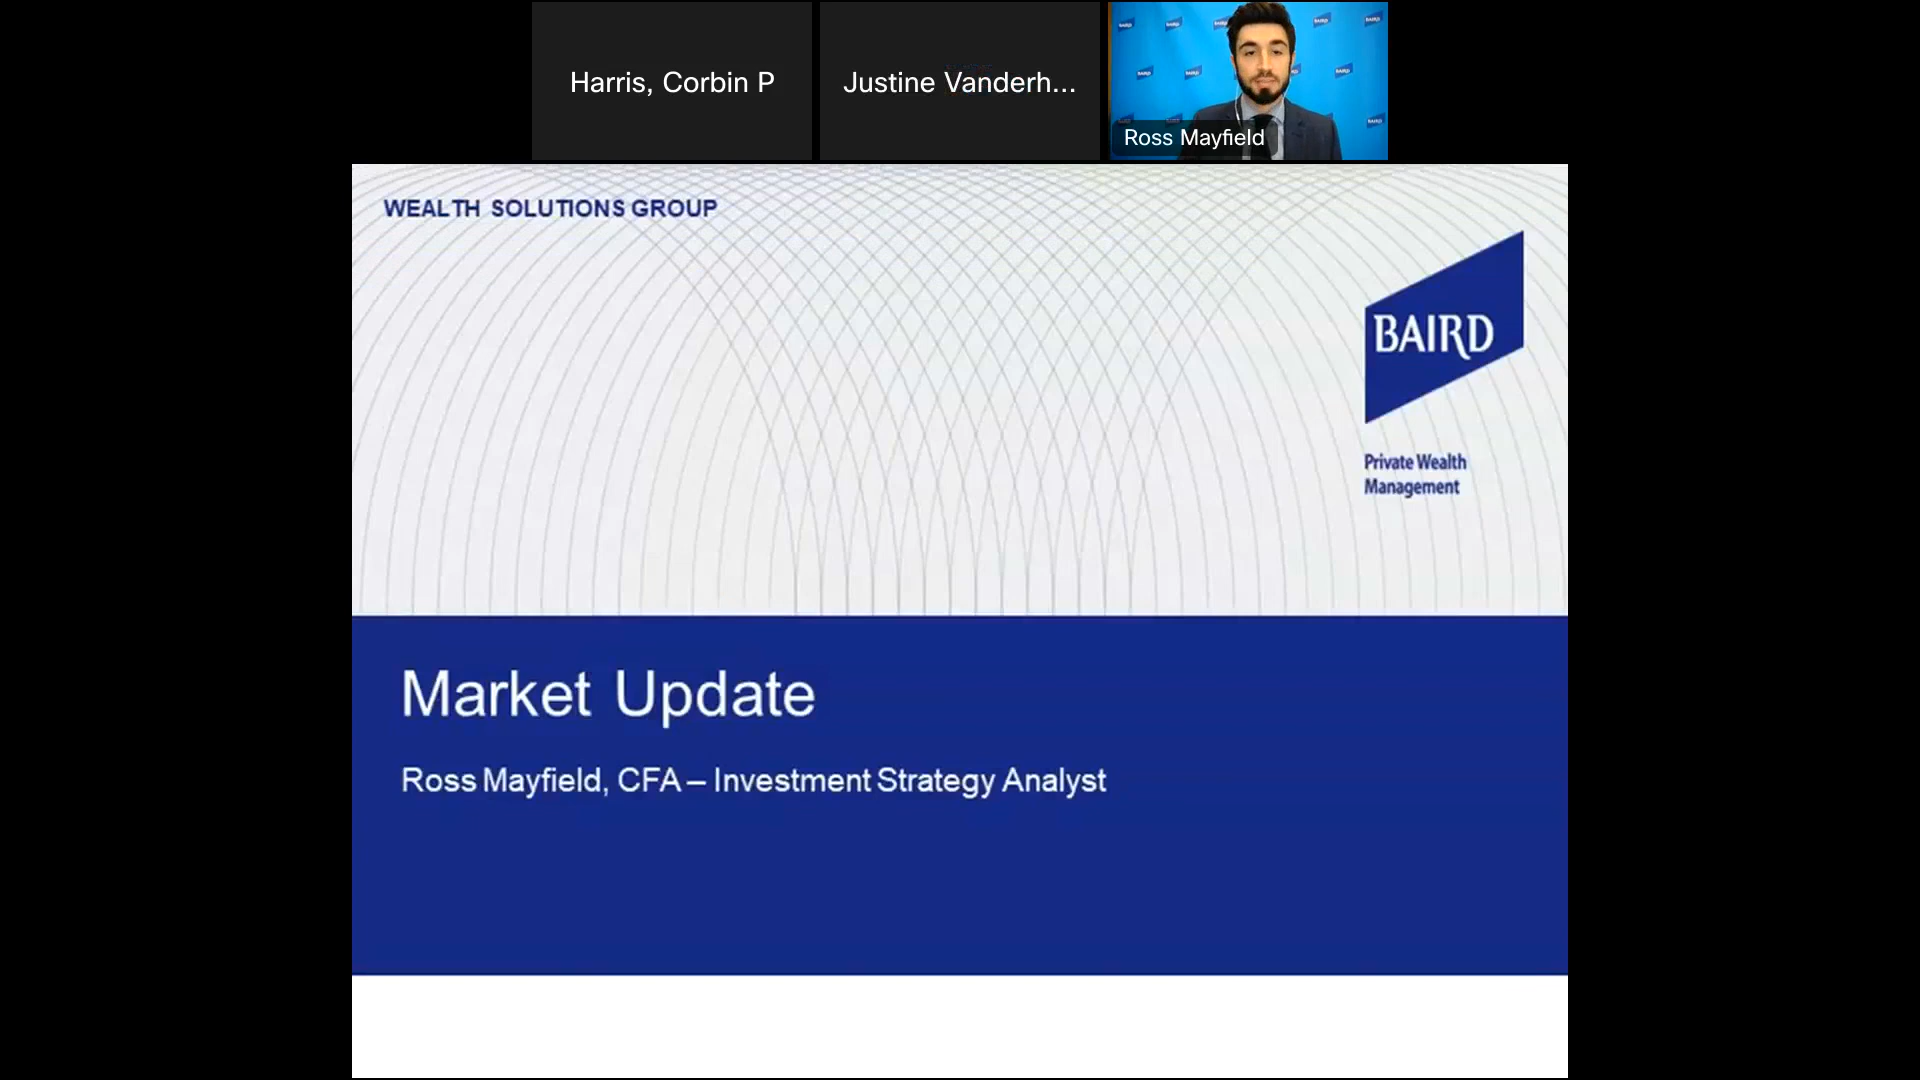 Harris, Corbin P
Justine Vanderh...
Ross Mayfield
WEALTH SOLUTIONS GROUP
BAIRD
Private Wealth
Management
Market Update
Ross Mayfield, CFA – Investment Strategy Analyst